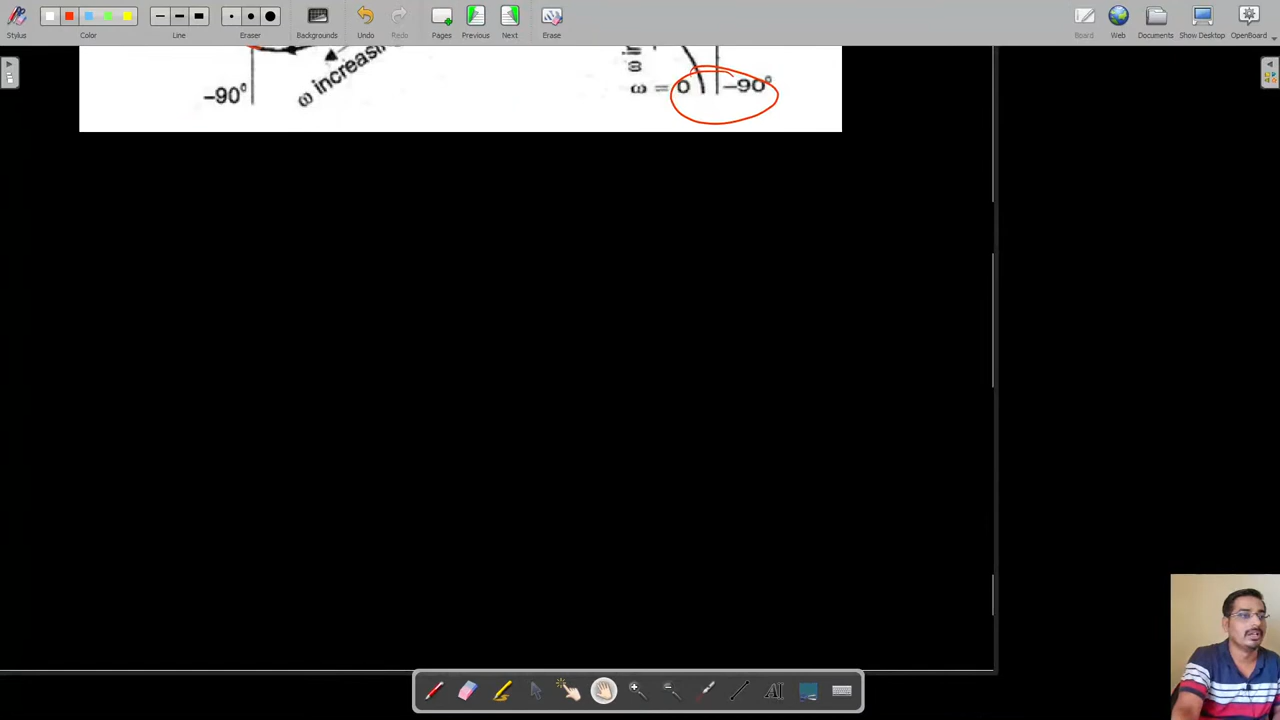 Stylus
Color
Line
Eraser
Backgrounds
Undo
Redo
Pages
Previous
Next
Erase
Board
Web
Documents
Show Desktop
OpenBoard
−90°
ω increasin
ω = 0
−90°